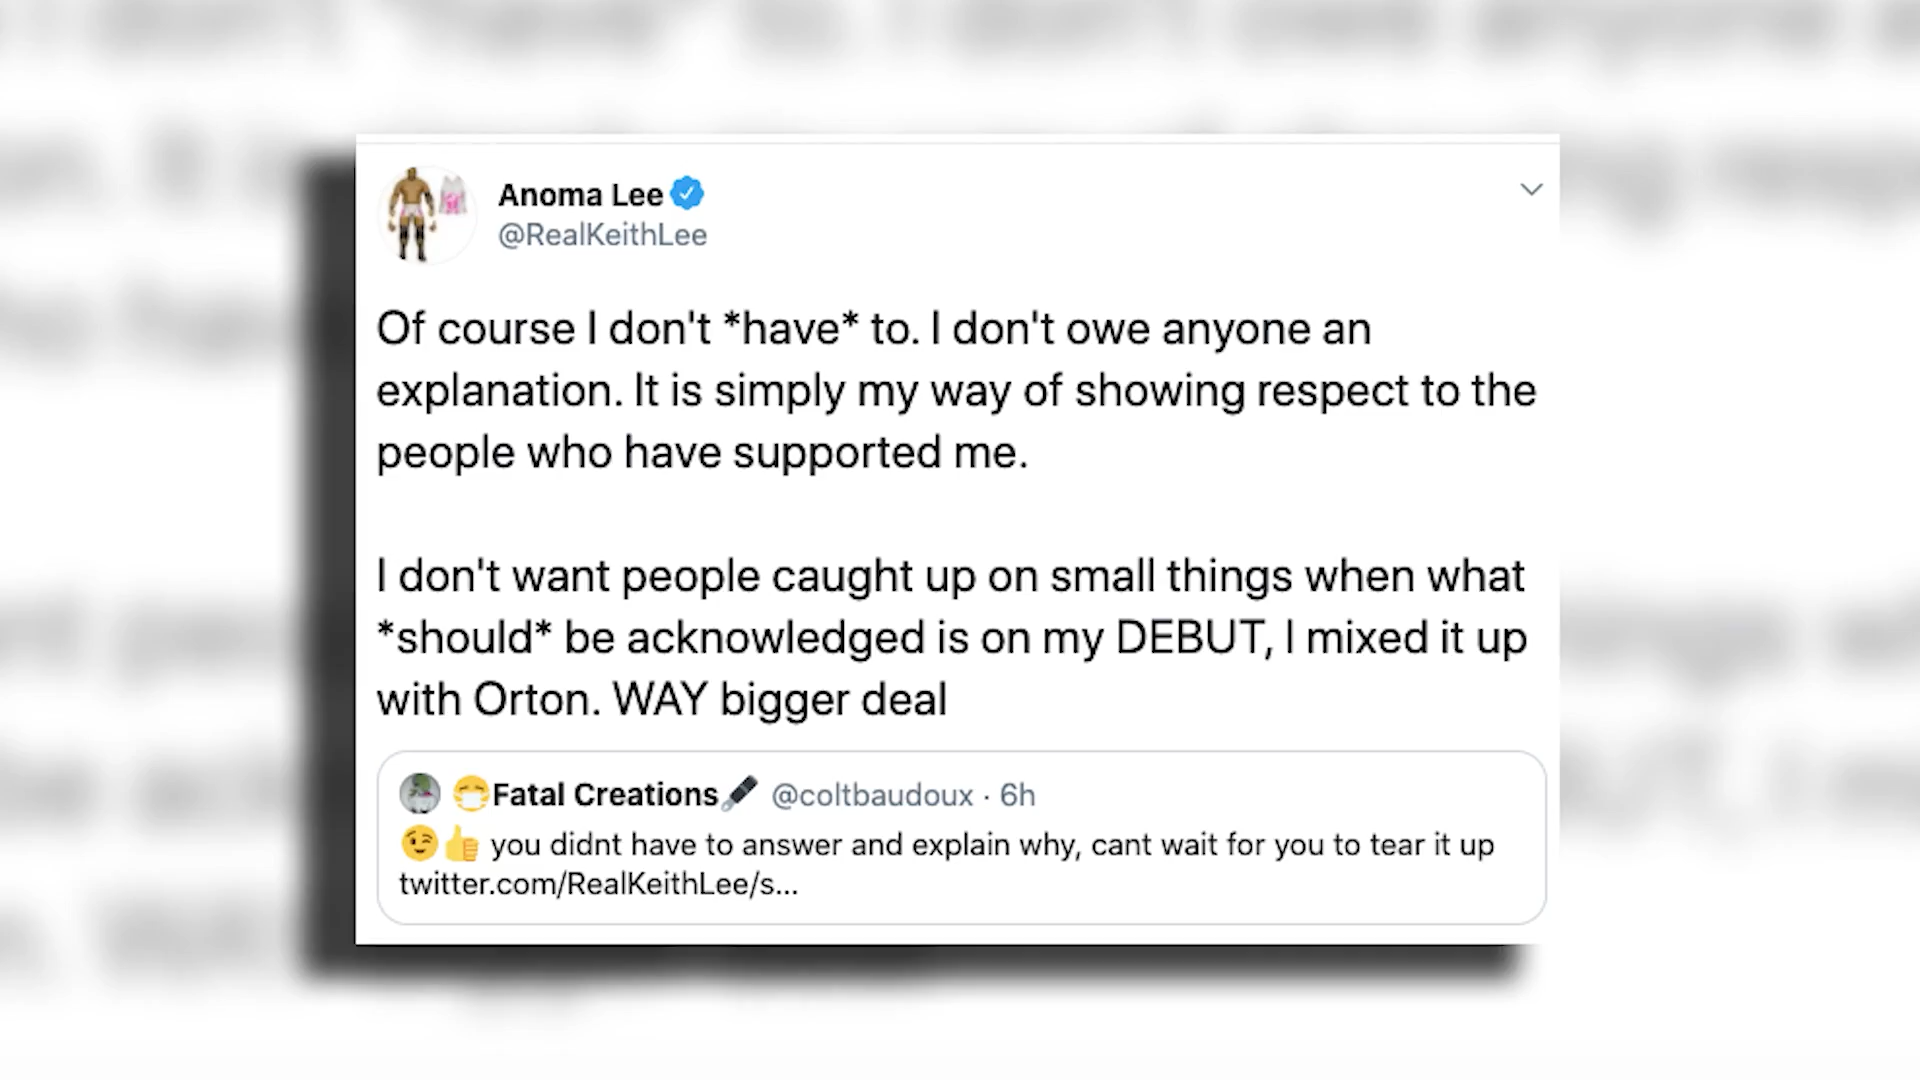 Anoma Lee
@RealKeithLee
Of course I don't *have* to. I don't owe anyone an
explanation. It is simply my way of showing respect to the
people who have supported me.
I don't want people caught up on small things when what
*should* be acknowledged is on my DEBUT, I mixed it up
with Orton. WAY bigger deal
😷Fatal Creations🎤 @coltbaudoux · 6h
😉👍 you didnt have to answer and explain why, cant wait for you to tear it up
twitter.com/RealKeithLee/s...